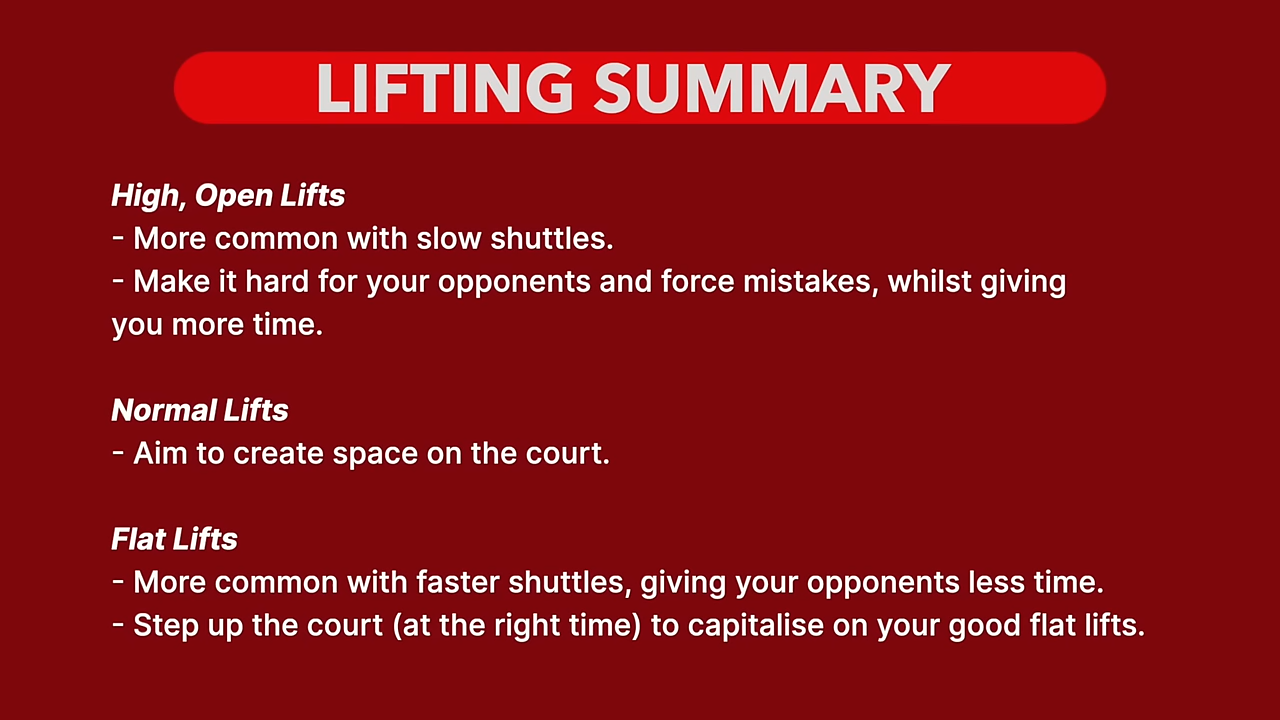 LIFTING SUMMARY
High, Open Lifts
- More common with slow shuttles.
- Make it hard for your opponents and force mistakes, whilst giving
you more time.
Normal Lifts
- Aim to create space on the court.
Flat Lifts
- More common with faster shuttles, giving your opponents less time.
- Step up the court (at the right time) to capitalise on your good flat lifts.